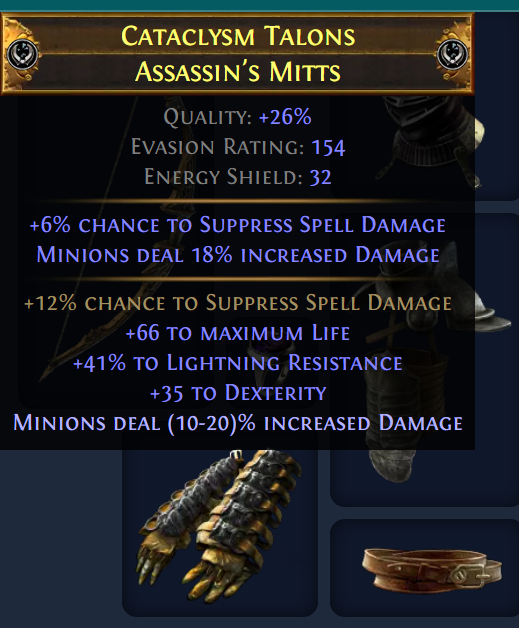 Cataclysm Talons
Assassin's Mitts
Quality: +26%
Evasion Rating: 154
Energy Shield: 32
+6% chance to Suppress Spell Damage
Minions deal 18% increased Damage
+12% chance to Suppress Spell Damage
+66 to maximum Life
+41% to Lightning Resistance
+35 to Dexterity
Minions deal (10-20)% increased Damage